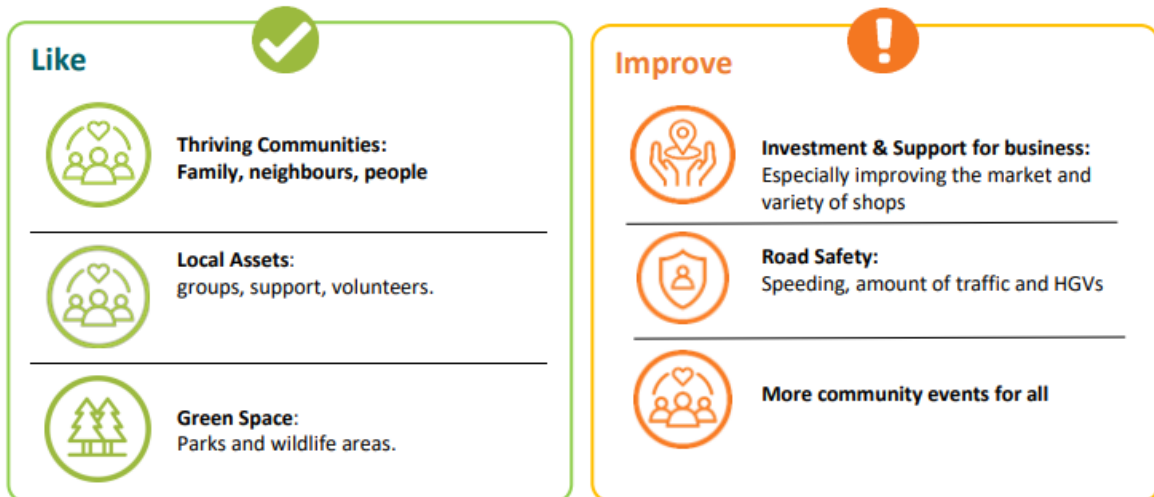 Like
Thriving Communities:
Family, neighbours, people
Local Assets:
groups, support, volunteers.
Green Space:
Parks and wildlife areas.
Improve
Investment & Support for business:
Especially improving the market and
variety of shops
Road Safety:
Speeding, amount of traffic and HGVs
More community events for all